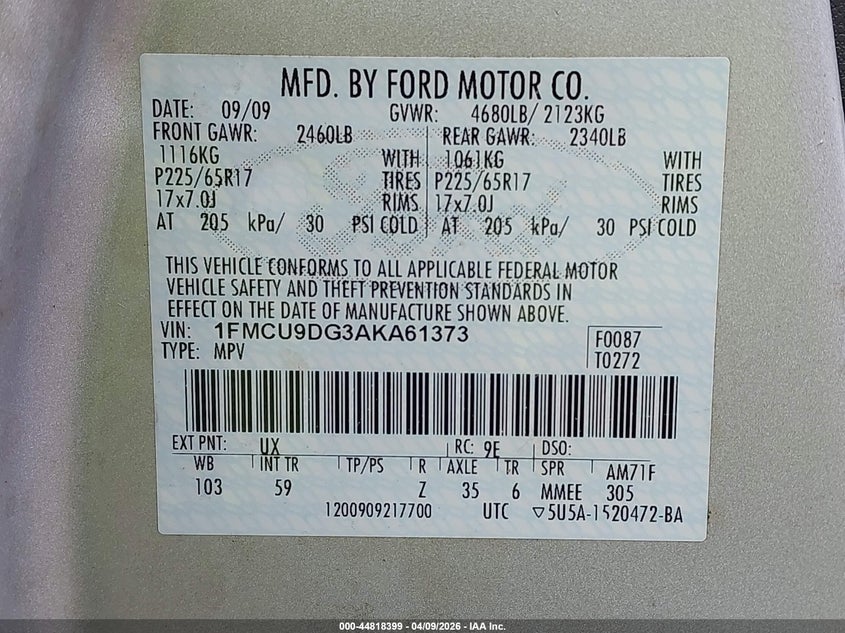 MFD. BY FORD MOTOR CO.
DATE: 09/09 GVWR: 4680LB/ 2123KG
FRONT GAWR: 2460LB REAR GAWR: 2340LB
1116KG WITH 1061KG WITH
P225/65R17 TIRES P225/65R17 TIRES
17x7.0J RIMS 17x7.0J RIMS
AT 205 kPa/ 30 PSI COLD AT 205 kPa/ 30 PSI COLD
THIS VEHICLE CONFORMS TO ALL APPLICABLE FEDERAL MOTOR
VEHICLE SAFETY AND THEFT PREVENTION STANDARDS IN
EFFECT ON THE DATE OF MANUFACTURE SHOWN ABOVE.
VIN: 1FMCU9DG3AKA61373 F0087
TYPE: MPV T0272
EXT PNT: UX RC: 9E DSO:
WB INT TR TP/PS R AXLE TR SPR AM71F
103 59 Z 35 6 MMEE 305
1200909217700 UTC ▽5U5A-1520472-BA
000-44818399 - 04/09/2026 - IAA Inc.